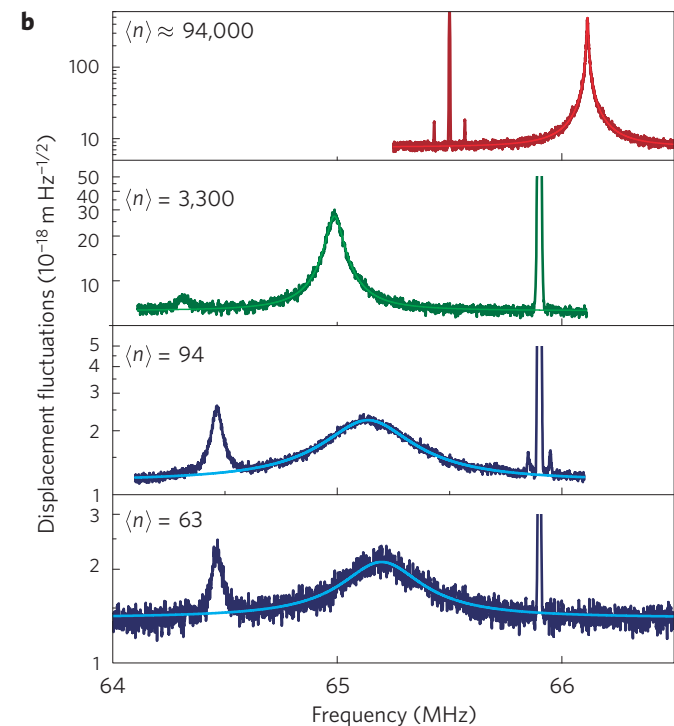 b
⟨n⟩ ≈ 94,000
100
10
⟨n⟩ = 3,300
50
40
30
20
10
⟨n⟩ = 94
5
4
3
2
1
⟨n⟩ = 63
3
2
1
64
65
66
Frequency (MHz)
Displacement fluctuations (10⁻¹⁸ m Hz⁻¹/²)